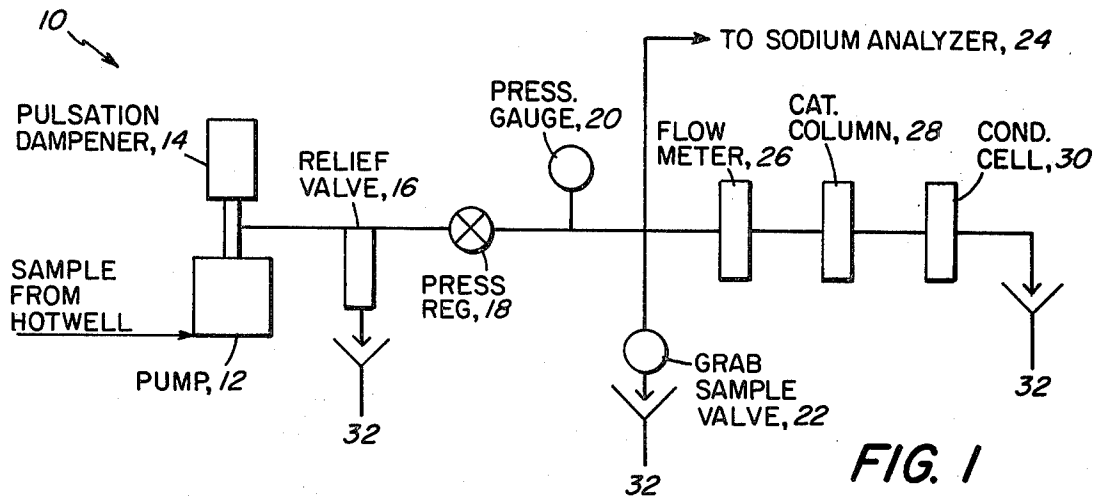 10
TO SODIUM ANALYZER, 24
PULSATION
DAMPENER, 14
RELIEF
VALVE, 16
PRESS.
GAUGE, 20
FLOW
METER, 26
CAT.
COLUMN, 28
COND.
CELL, 30
SAMPLE
FROM
HOTWELL
PUMP, 12
PRESS
REG, 18
GRAB
SAMPLE
VALVE, 22
32
32
32
FIG. 1